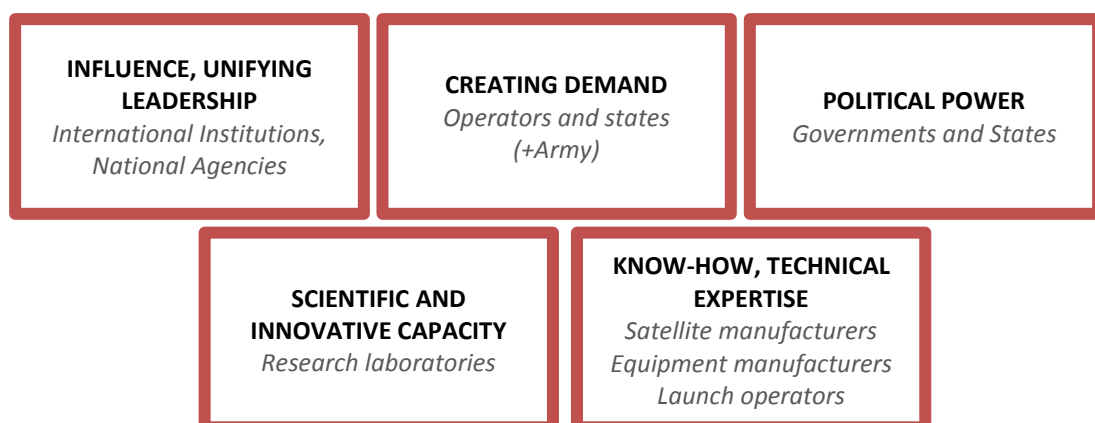 INFLUENCE, UNIFYING
LEADERSHIP
International Institutions,
National Agencies
CREATING DEMAND
Operators and states
(+Army)
POLITICAL POWER
Governments and States
SCIENTIFIC AND
INNOVATIVE CAPACITY
Research laboratories
KNOW-HOW, TECHNICAL
EXPERTISE
Satellite manufacturers
Equipment manufacturers
Launch operators